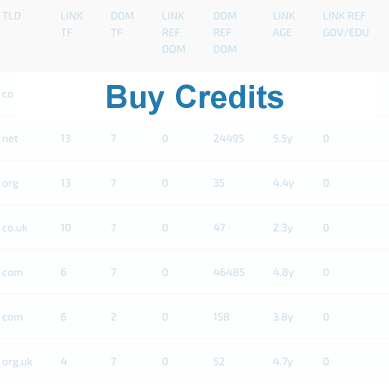 TLD LINK TF DOM TF LINK REF DOM DOM REF DOM LINK AGE LINK REF GOV/EDU
co
Buy Credits
net 13 7 0 24495 5.5y 0
org 13 7 0 35 4.4y 0
co.uk 10 7 0 47 2.3y 0
com 6 7 0 46485 4.8y 0
com 6 2 0 158 3.8y 0
org.uk 4 7 0 52 4.7y 0